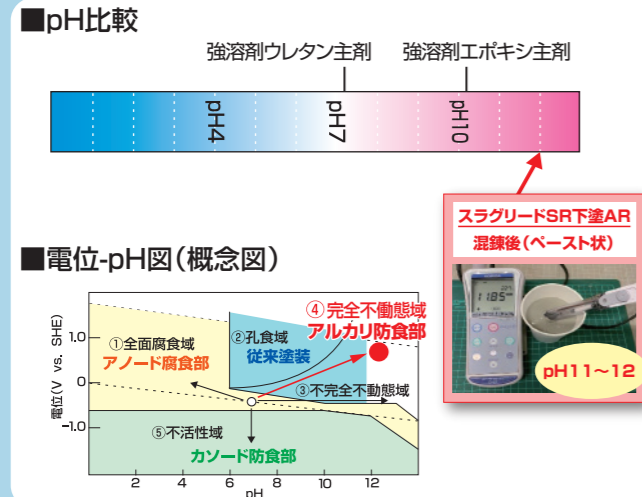 ■pH比較
強溶剤ウレタン主剤 強溶剤エポキシ主剤
pH4 pH7 pH10
スラグリードSR下塗AR
混錬後(ペースト状)
11.85
pH11〜12
■電位-pH図(概念図)
電位(V vs. SHE)
1.0
0
-1.0
①全面腐食域
アノード腐食部
②孔食域
従来塗装
④完全不働態域
アルカリ防食部
③不完全不動態域
⑤不活性域
カソード防食部
2 4 6 8 10 12
pH